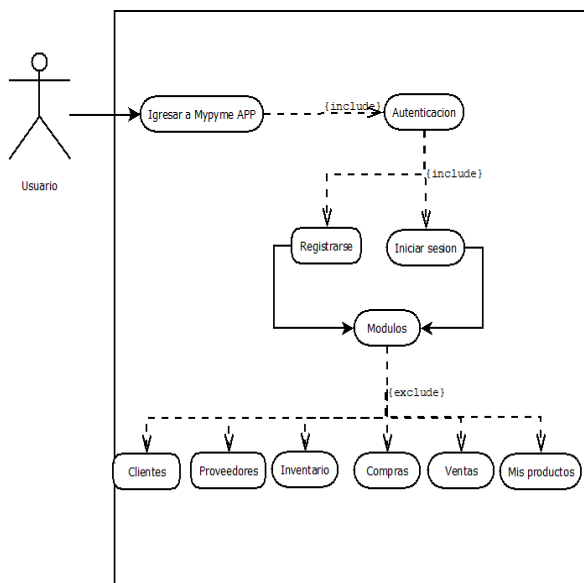 Usuario
Igresar a Mypyme APP
{include}
Autenticacion
{include}
Registrarse
Iniciar sesion
Modulos
{exclude}
Clientes
Proveedores
Inventario
Compras
Ventas
Mis productos